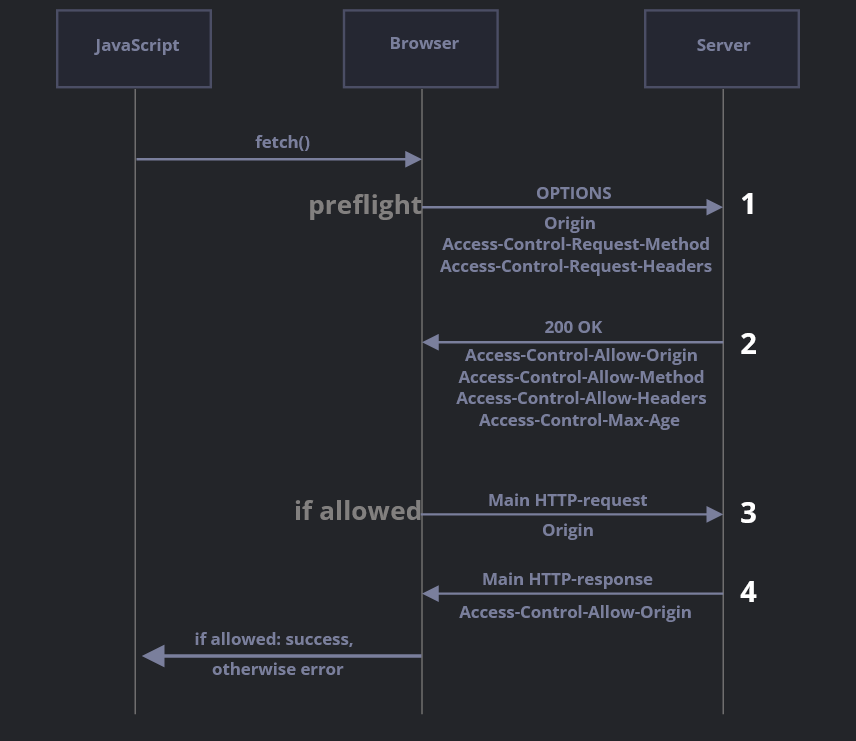 JavaScript
Browser
Server
fetch()
preflight
OPTIONS
1
Origin
Access-Control-Request-Method
Access-Control-Request-Headers
200 OK
2
Access-Control-Allow-Origin
Access-Control-Allow-Method
Access-Control-Allow-Headers
Access-Control-Max-Age
if allowed
Main HTTP-request
3
Origin
Main HTTP-response
4
Access-Control-Allow-Origin
if allowed: success,
otherwise error